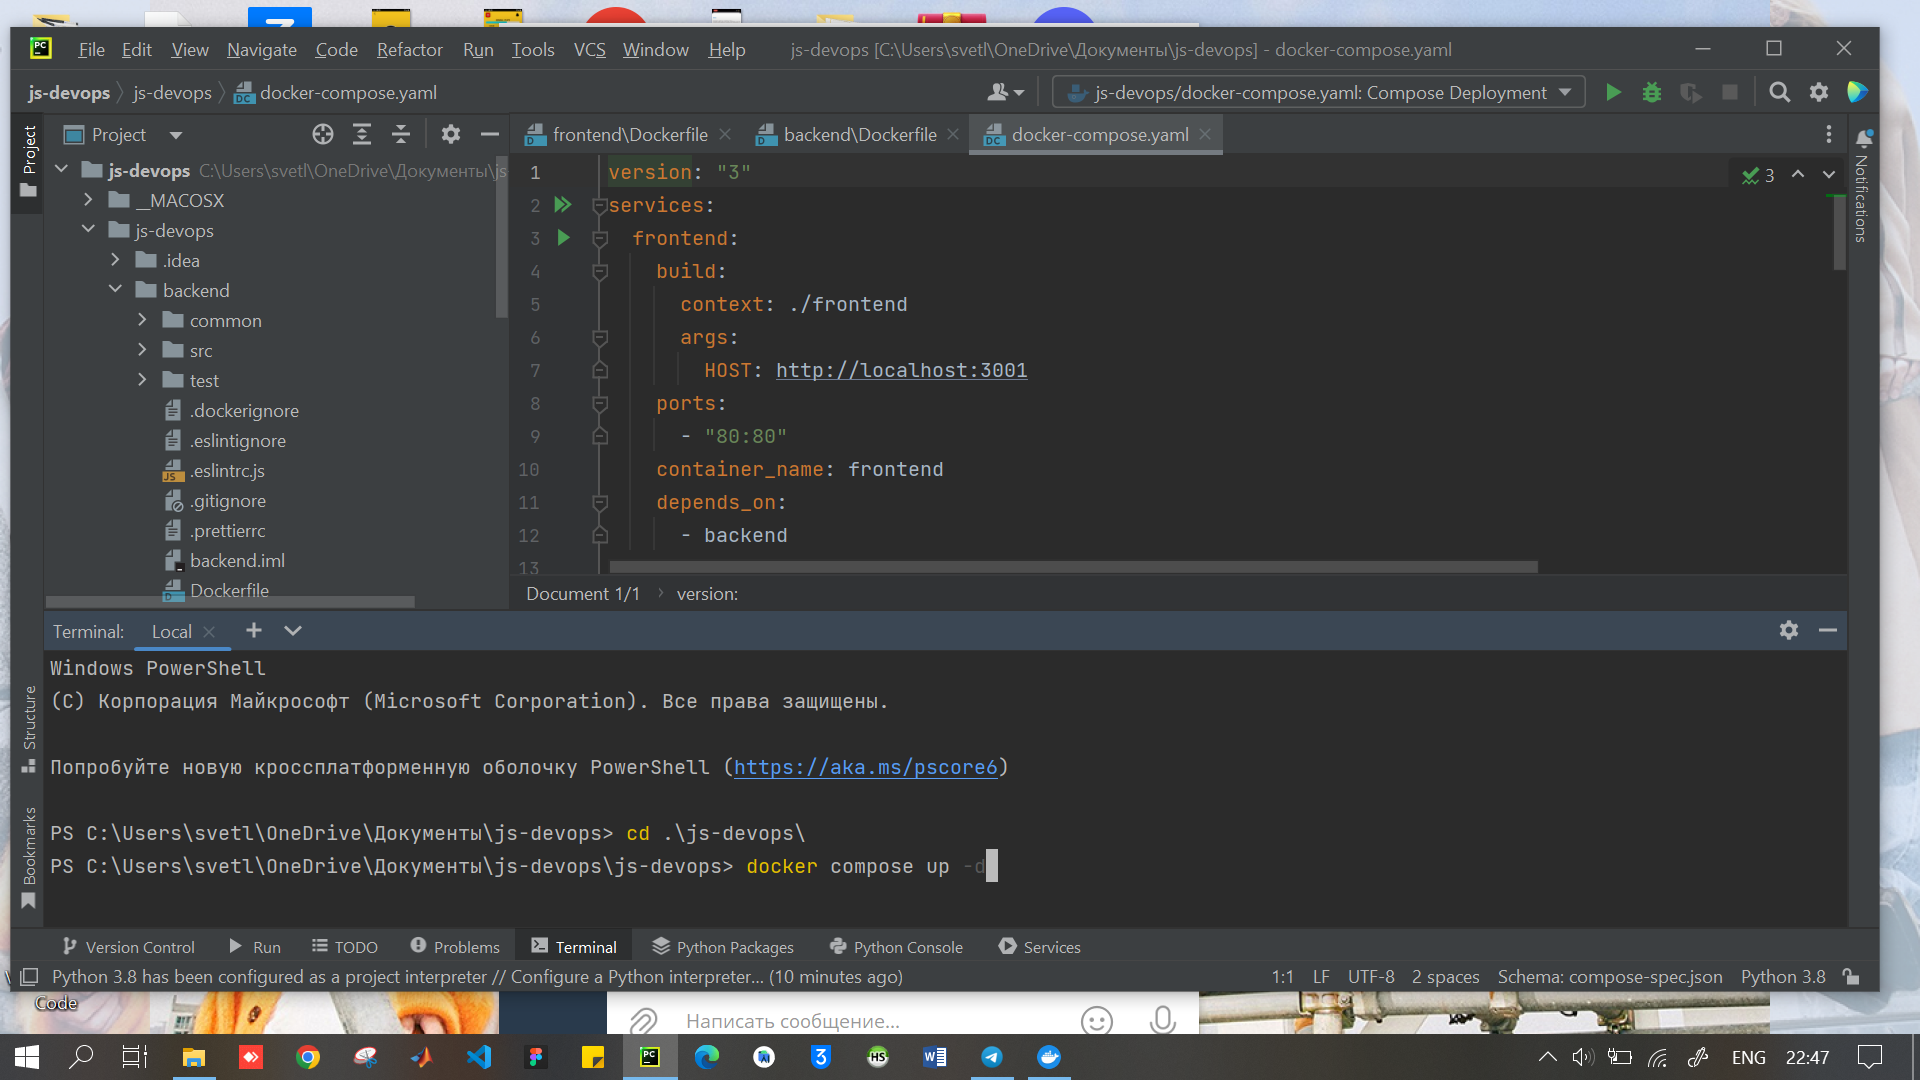 File Edit View Navigate Code Refactor Run Tools VCS Window Help js-devops [C:\Users\svetl\OneDrive\Документы\js-devops] - docker-compose.yaml
js-devops js-devops docker-compose.yaml js-devops/docker-compose.yaml: Compose Deployment
Project
Project
frontend\Dockerfile
backend\Dockerfile
docker-compose.yaml
Notifications
js-devops C:\Users\svetl\OneDrive\Документы\js
__MACOSX
js-devops
.idea
backend
common
src
test
.dockerignore
.eslintignore
.eslintrc.js
.gitignore
.prettierrc
backend.iml
Dockerfile
3
1 version: "3"
2 services:
3 frontend:
4 build:
5 context: ./frontend
6 args:
7 HOST: http://localhost:3001
8 ports:
9 - "80:80"
10 container_name: frontend
11 depends_on:
12 - backend
13
Document 1/1 version:
Structure
Bookmarks
Terminal: Local
Windows PowerShell
(C) Корпорация Майкрософт (Microsoft Corporation). Все права защищены.
Попробуйте новую кроссплатформенную оболочку PowerShell (https://aka.ms/pscore6)
PS C:\Users\svetl\OneDrive\Документы\js-devops> cd .\js-devops\
PS C:\Users\svetl\OneDrive\Документы\js-devops\js-devops> docker compose up -d
Version Control Run TODO Problems Terminal Python Packages Python Console Services
Python 3.8 has been configured as a project interpreter // Configure a Python interpreter... (10 minutes ago) 1:1 LF UTF-8 2 spaces Schema: compose-spec.json Python 3.8
Code
Написать сообщение...
ENG 22:47